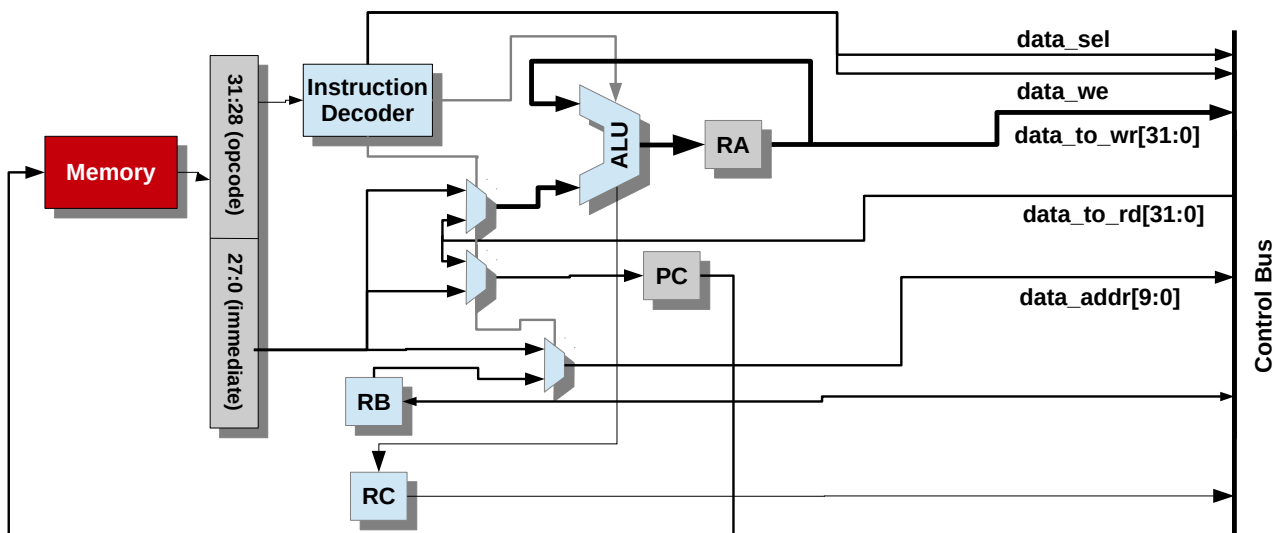 data_sel
31:28 (opcode)
Instruction
Decoder
data_we
ALU
RA
data_to_wr[31:0]
Memory
data_to_rd[31:0]
27:0 (immediate)
PC
data_addr[9:0]
Control Bus
RB
RC